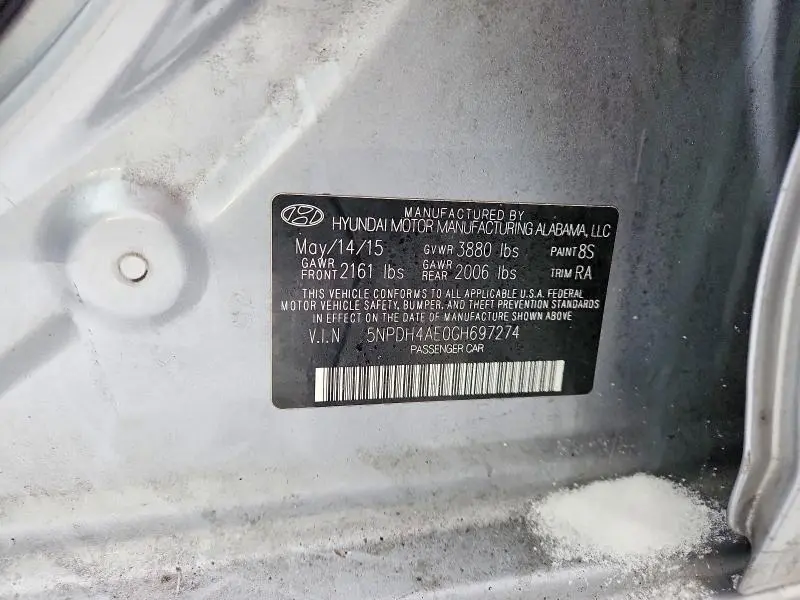 MANUFACTURED BY
HYUNDAI MOTOR MANUFACTURING ALABAMA, LLC
May/14/15 GVWR 3880 lbs PAINT 8S
GAWR FRONT 2161 lbs GAWR REAR 2006 lbs TRIM RA
THIS VEHICLE CONFORMS TO ALL APPLICABLE U.S.A. FEDERAL
MOTOR VEHICLE SAFETY, BUMPER, AND THEFT PREVENTION STANDARDS
IN EFFECT ON THE DATE OF MANUFACTURE SHOWN ABOVE.
V.I.N 5NPDH4AE0GH697274
PASSENGER CAR